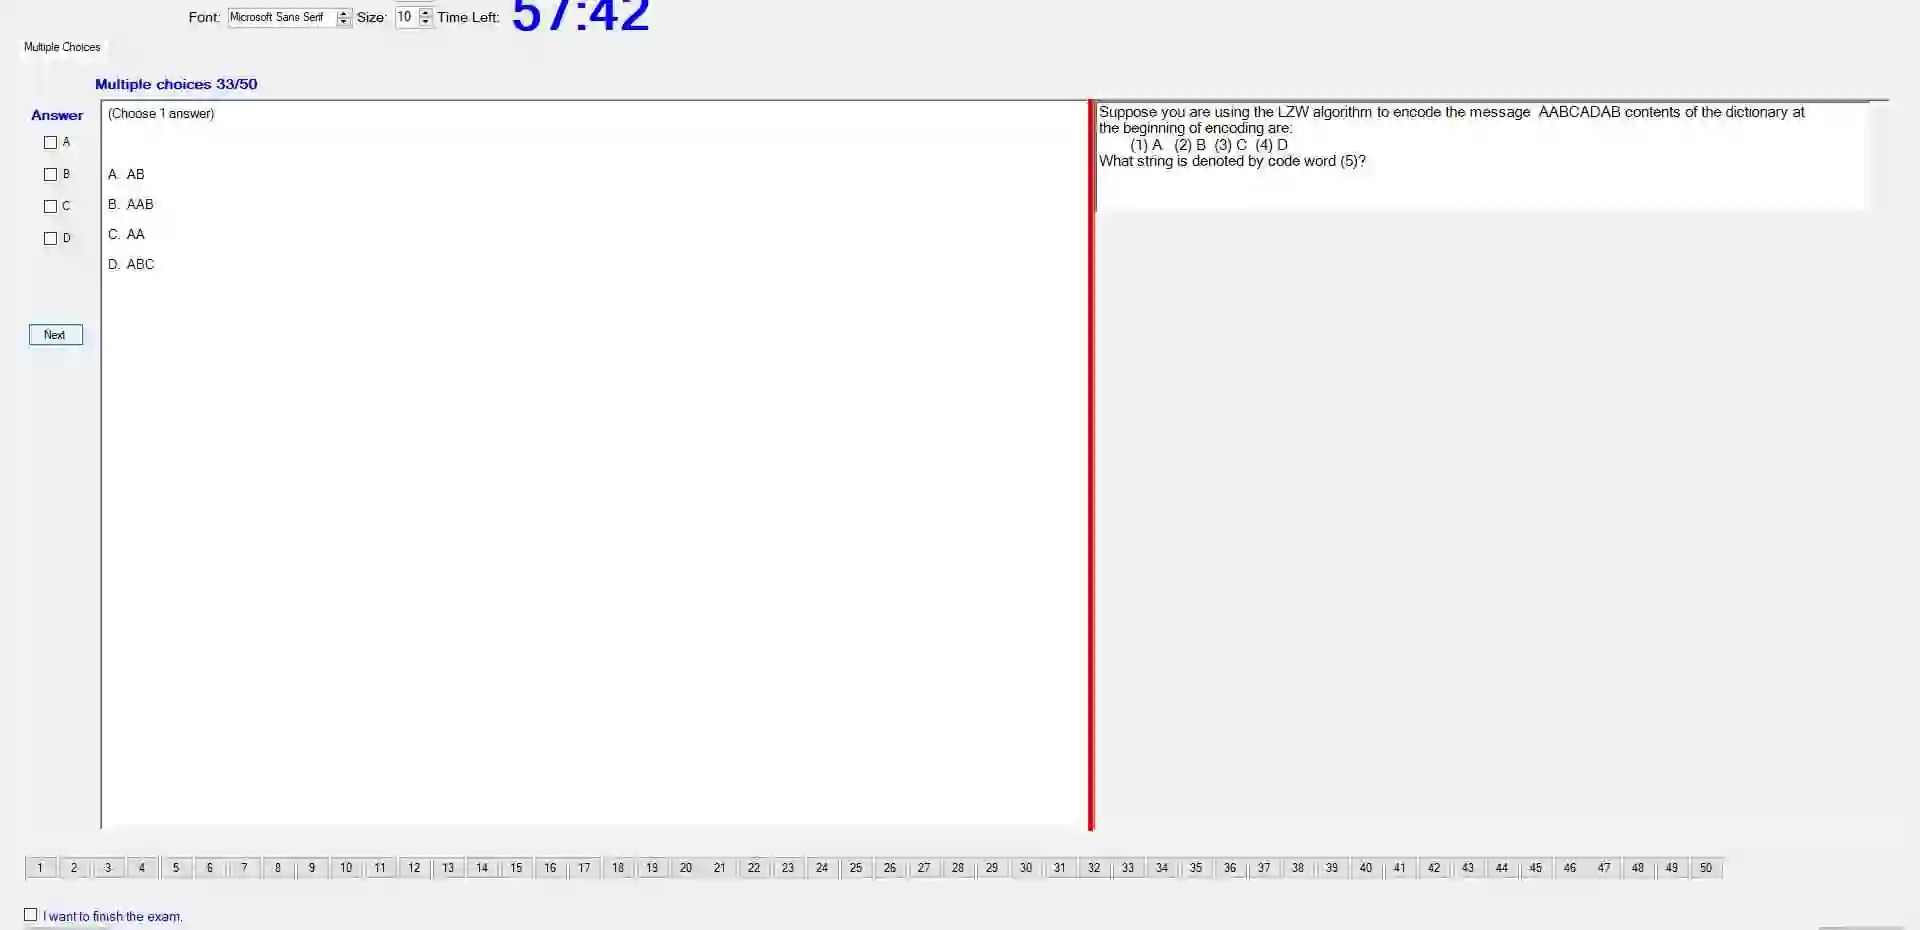 Font: Microsoft Sans Serif Size: 10 Time Left: 57:42
Multiple Choices
Multiple choices 33/50
Answer
A
B
C
D
Next
(Choose 1 answer)
A. AB
B. AAB
C. AA
D. ABC
Suppose you are using the LZW algorithm to encode the message AABCADAB contents of the dictionary at
the beginning of encoding are:
(1) A (2) B (3) C (4) D
What string is denoted by code word (5)?
1 2 3 4 5 6 7 8 9 10 11 12 13 14 15 16 17 18 19 20 21 22 23 24 25 26 27 28 29 30 31 32 33 34 35 36 37 38 39 40 41 42 43 44 45 46 47 48 49 50
I want to finish the exam.